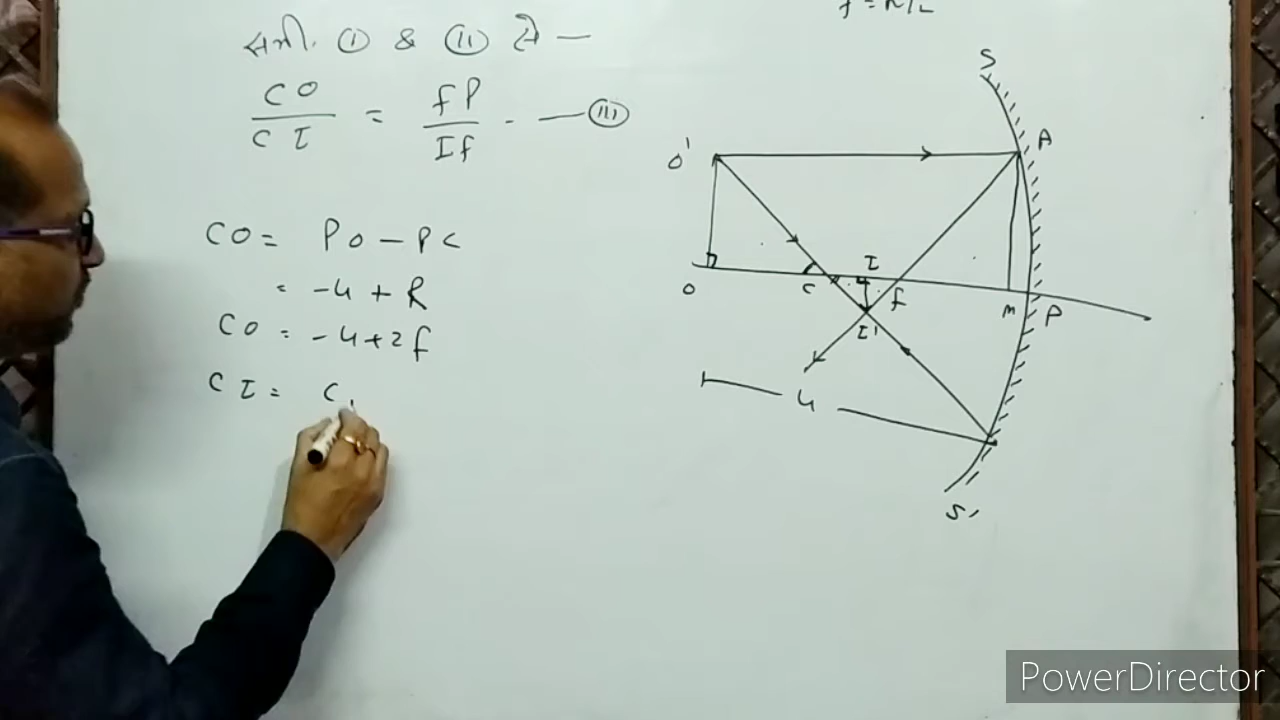 समी. (i) & (ii) से —
CO/CI = fP/If . — (iii)
CO = PO - PC
= -u + R
CO = -u + 2f
CI = C
S
A
O'
I
O
C
f
M
P
I'
u
S'
PowerDirector